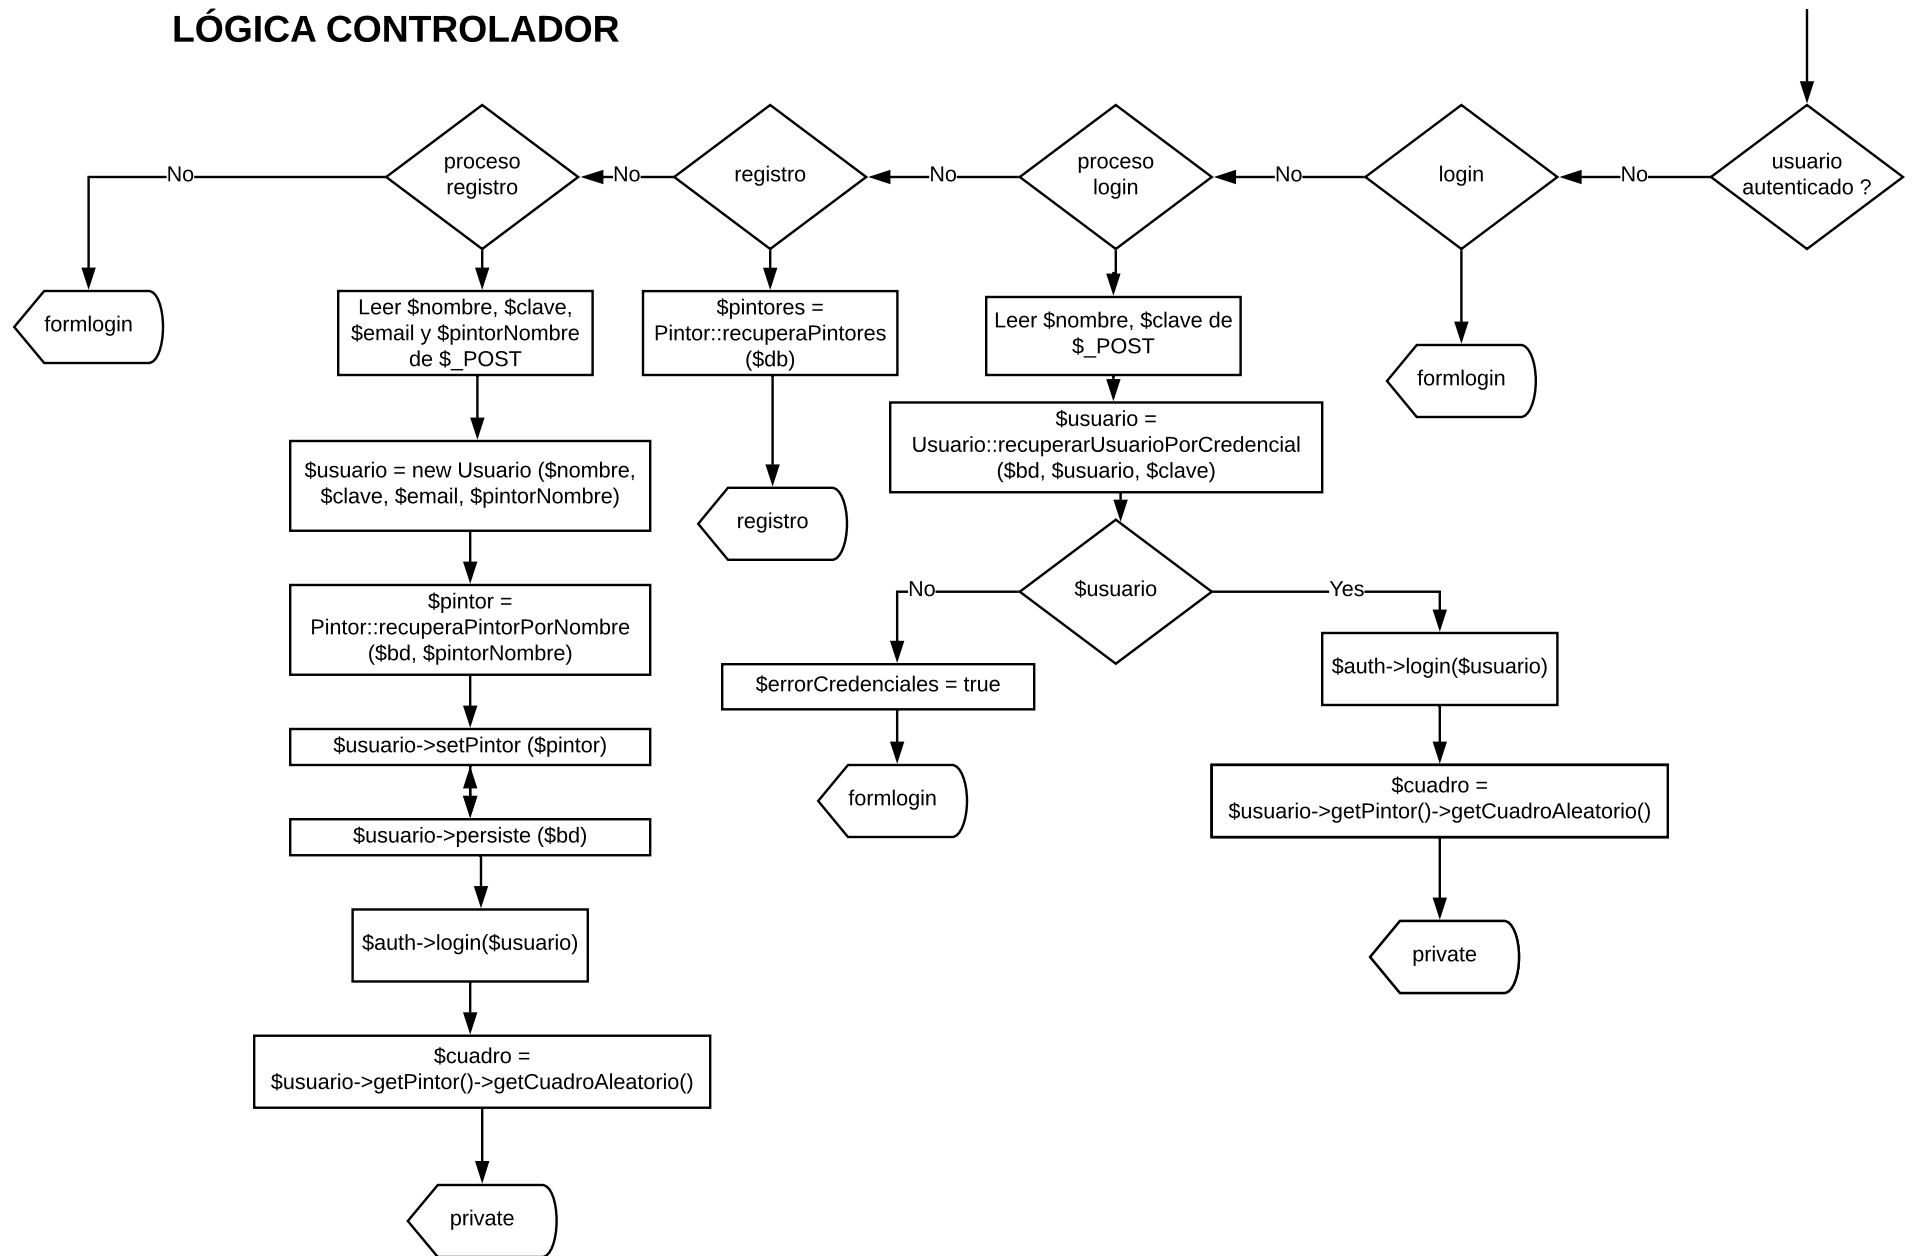 LÓGICA CONTROLADOR
proceso
registro
No
registro
No
proceso
login
No
login
No
usuario
autenticado ?
No
formlogin
Leer $nombre, $clave,
$email y $pintorNombre
de $_POST
$usuario = new Usuario ($nombre,
$clave, $email, $pintorNombre)
$pintor =
Pintor::recuperaPintorPorNombre
($bd, $pintorNombre)
$usuario->setPintor ($pintor)
$usuario->persiste ($bd)
$auth->login($usuario)
$cuadro =
$usuario->getPintor()->getCuadroAleatorio()
private
$pintores =
Pintor::recuperaPintores
($db)
registro
Leer $nombre, $clave de
$_POST
$usuario =
Usuario::recuperarUsuarioPorCredencial
($bd, $usuario, $clave)
$usuario
No
Yes
$errorCredenciales = true
formlogin
$auth->login($usuario)
$cuadro =
$usuario->getPintor()->getCuadroAleatorio()
private
formlogin